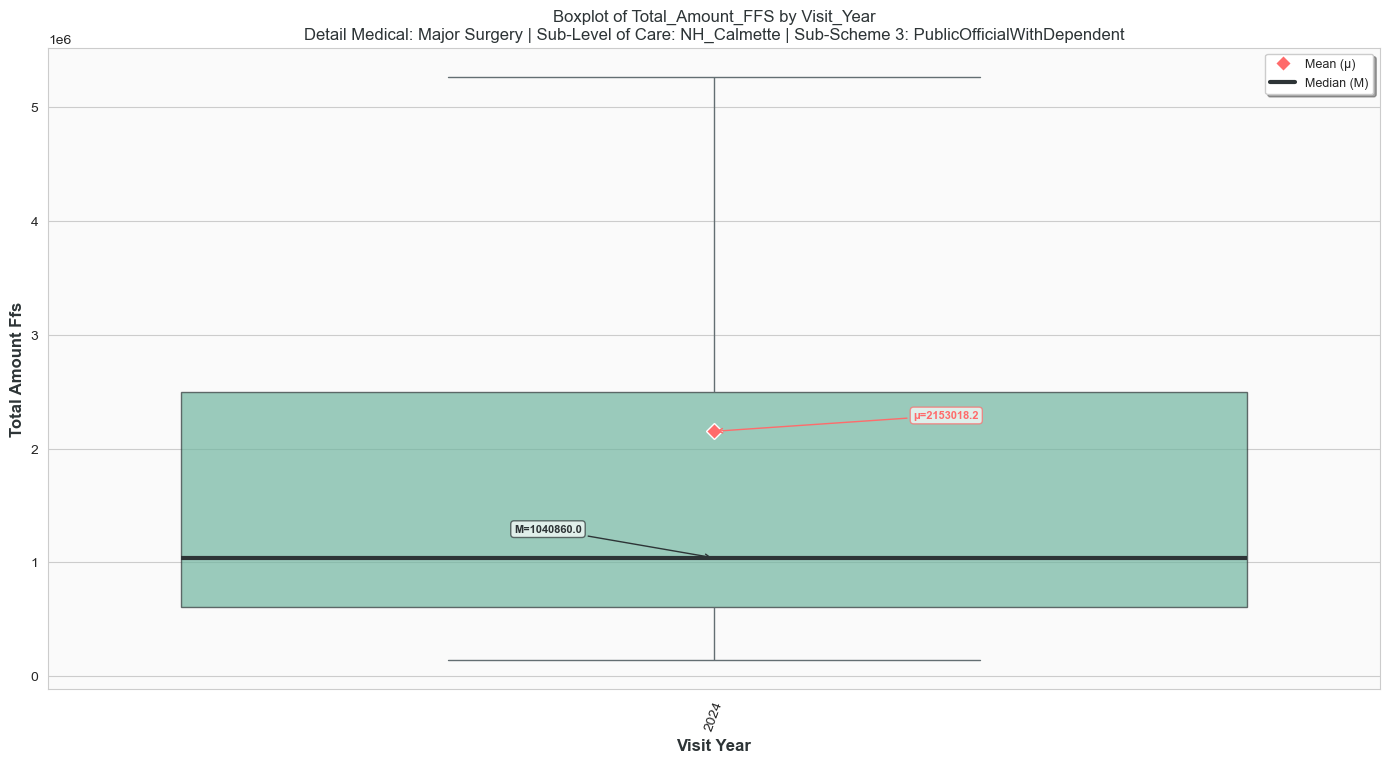 Boxplot of Total_Amount_FFS by Visit_Year
Detail Medical: Major Surgery | Sub-Level of Care: NH_Calmette | Sub-Scheme 3: PublicOfficialWithDependent
1e6
Mean (μ)
Median (M)
5
4
3
2
1
0
Total Amount Ffs
μ=2153018.2
M=1040860.0
2024
Visit Year